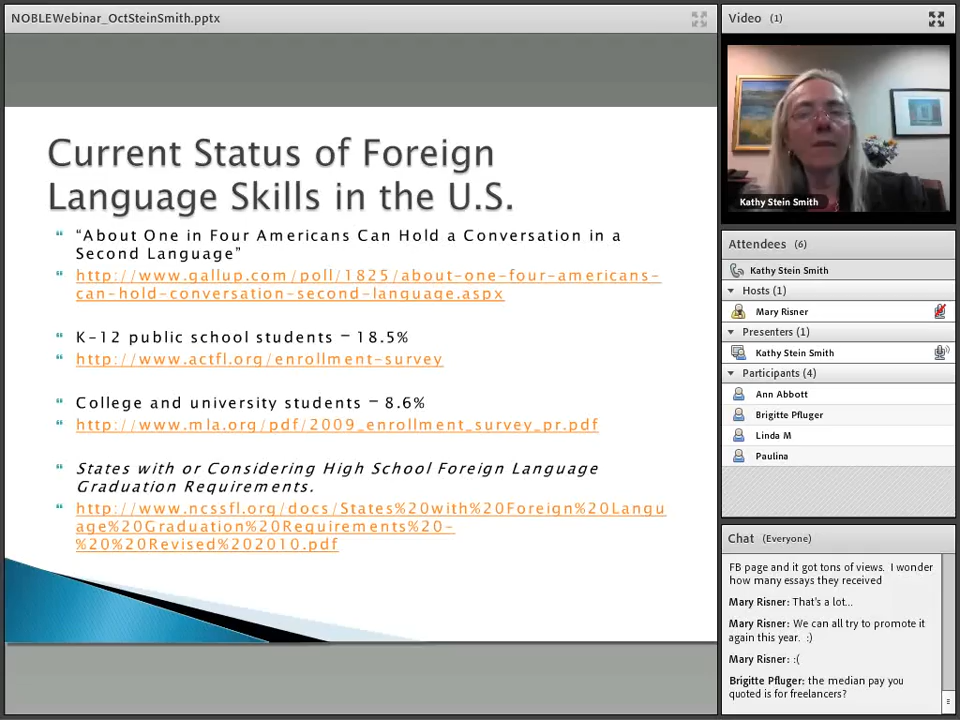 NOBLEWebinar_OctSteinSmith.pptx
Current Status of Foreign
Language Skills in the U.S.
“About One in Four Americans Can Hold a Conversation in a
Second Language”
http://www.gallup.com/poll/1825/about-one-four-americans-
can-hold-conversation-second-language.aspx
K-12 public school students – 18.5%
http://www.actfl.org/enrollment-survey
College and university students – 8.6%
http://www.mla.org/pdf/2009_enrollment_survey_pr.pdf
States with or Considering High School Foreign Language
Graduation Requirements.
http://www.ncssfl.org/docs/States%20with%20Foreign%20Langu
age%20Graduation%20Requirements%20-
%20%20Revised%202010.pdf
Video (1)
Kathy Stein Smith
Attendees (6)
Kathy Stein Smith
Hosts (1)
Mary Risner
Presenters (1)
Kathy Stein Smith
Participants (4)
Ann Abbott
Brigitte Pfluger
Linda M
Paulina
Chat (Everyone)
FB page and it got tons of views. I wonder
how many essays they received
Mary Risner: That's a lot...
Mary Risner: We can all try to promote it
again this year. :)
Mary Risner: :(
Brigitte Pfluger: the median pay you
quoted is for freelancers?